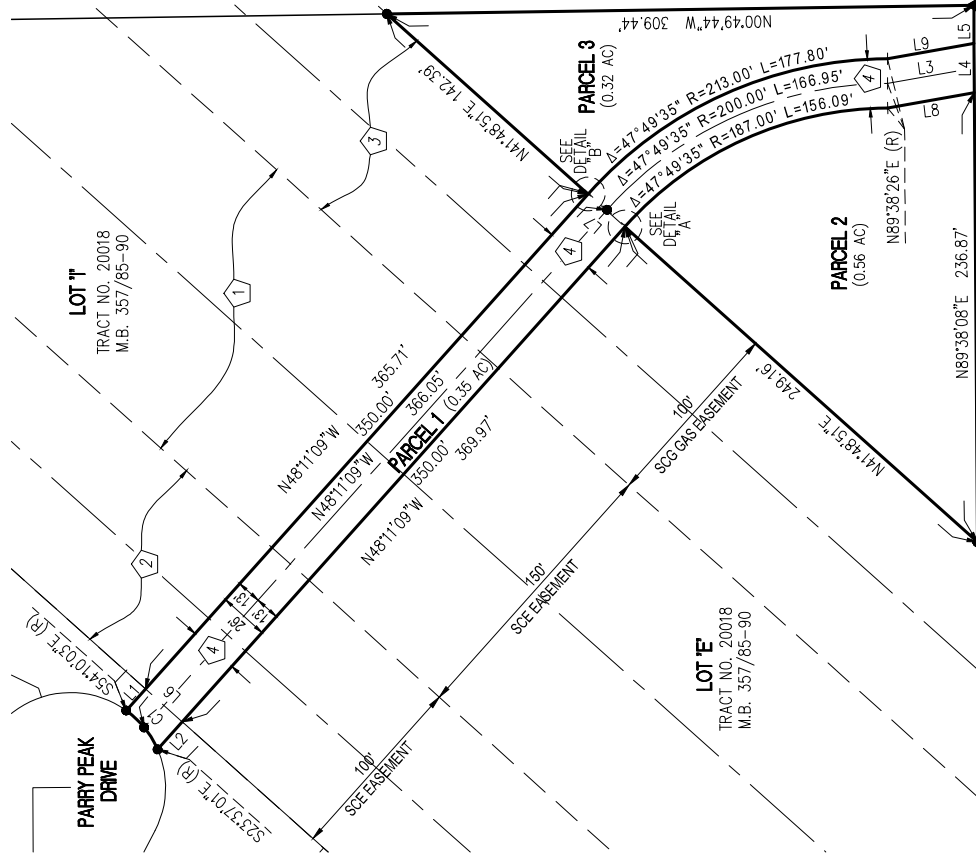 N00°49'44"W 309.44'
LOT "I"
TRACT NO. 20018
M.B. 357/85-90
N41°48'51"E 142.39'
PARCEL 3
(0.32 AC)
SEE
DETAIL
"B"
Δ=47°49'35" R=213.00' L=177.80'
Δ=47°49'35" R=200.00' L=166.95'
Δ=47°49'35" R=187.00' L=156.09'
L5
L9
L3
L4
L8
4
3
1
2
4
SEE
DETAIL
"A"
N89°38'26"E (R)
PARCEL 2
(0.56 AC)
N89°38'08"E 236.87'
N48°11'09"W 350.00' 365.71'
N48°11'09"W 366.05'
PARCEL 1 (0.35 AC)
N48°11'09"W 350.00' 369.97'
249.16'
N41°48'51"E
100'
SCG GAS EASEMENT
150'
SCE EASEMENT
100'
SCE EASEMENT
13'
13'
26'
4
S54°10'03"E (R)
L1
L6
C1
L2
S23°37'01"E (R)
PARRY PEAK
DRIVE
LOT "E"
TRACT NO. 20018
M.B. 357/85-90